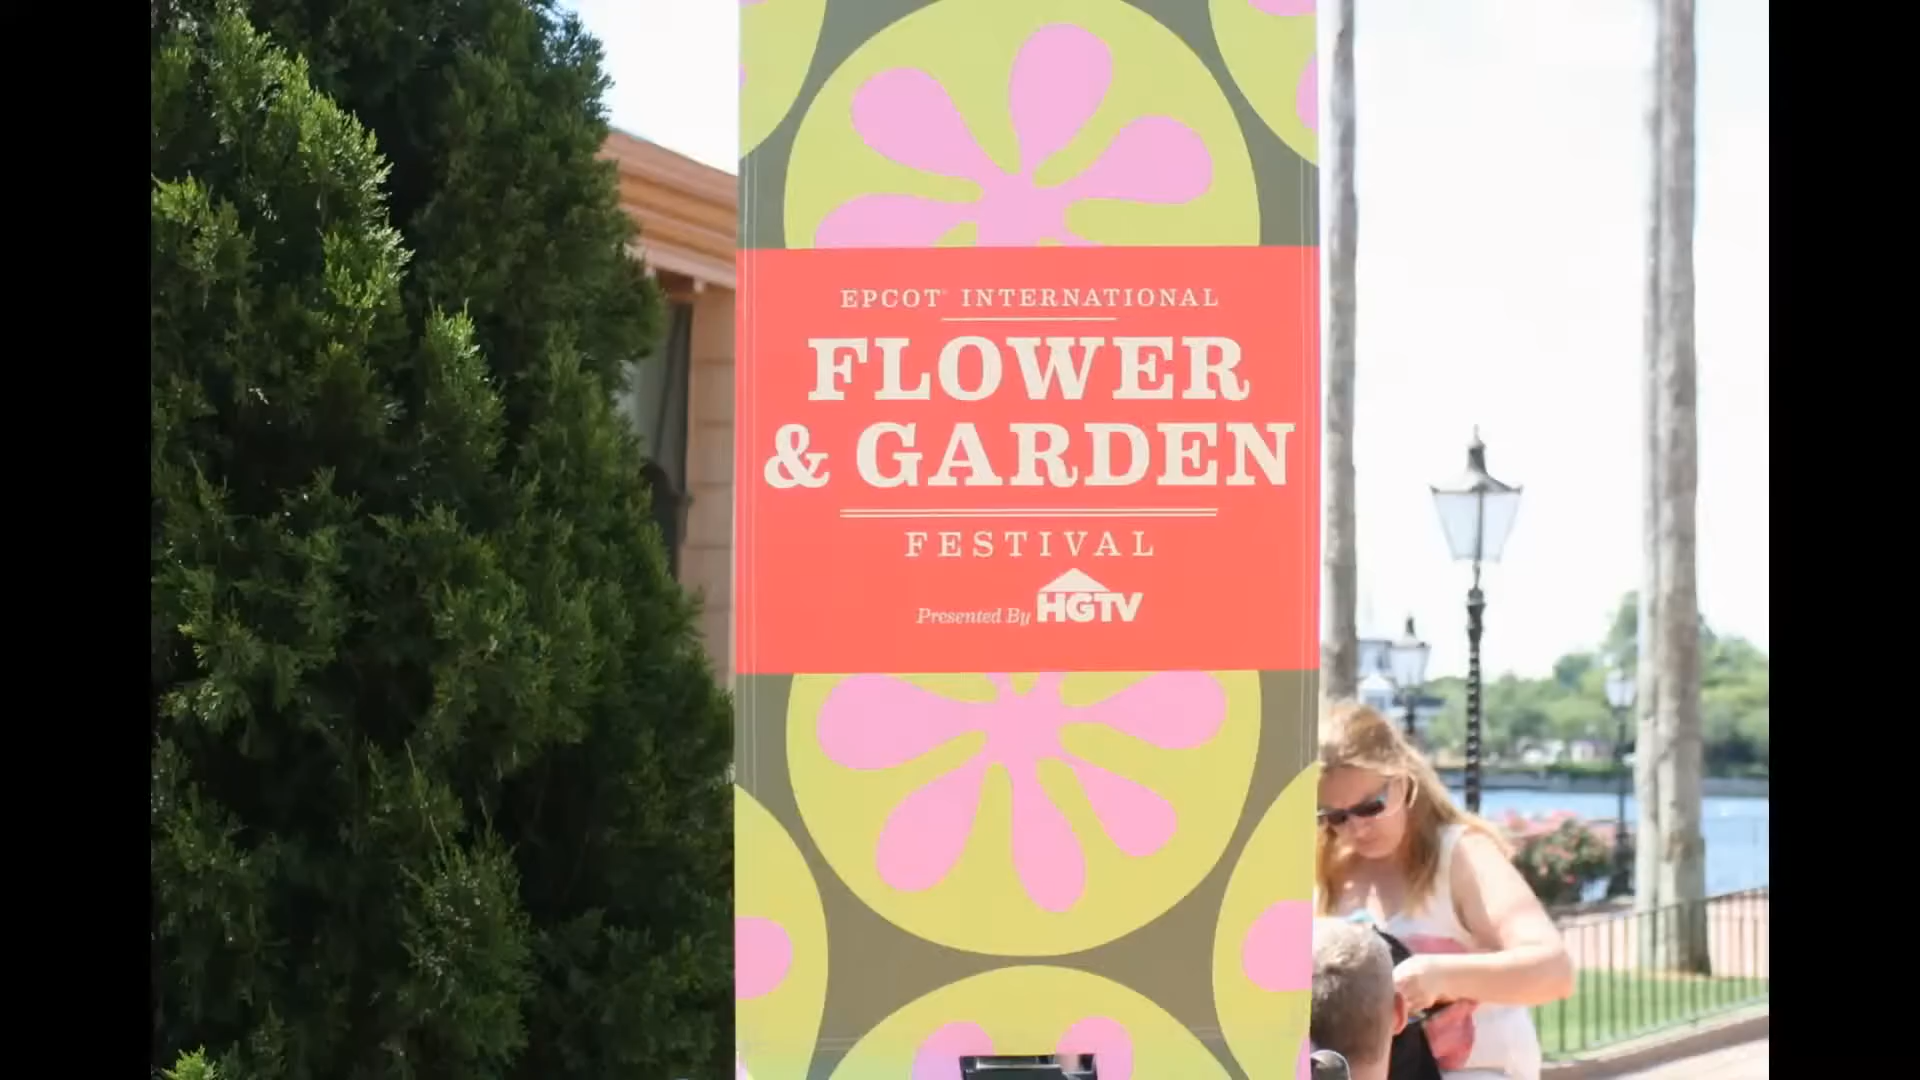 EPCOT® INTERNATIONAL
FLOWER
& GARDEN
FESTIVAL
Presented By HGTV